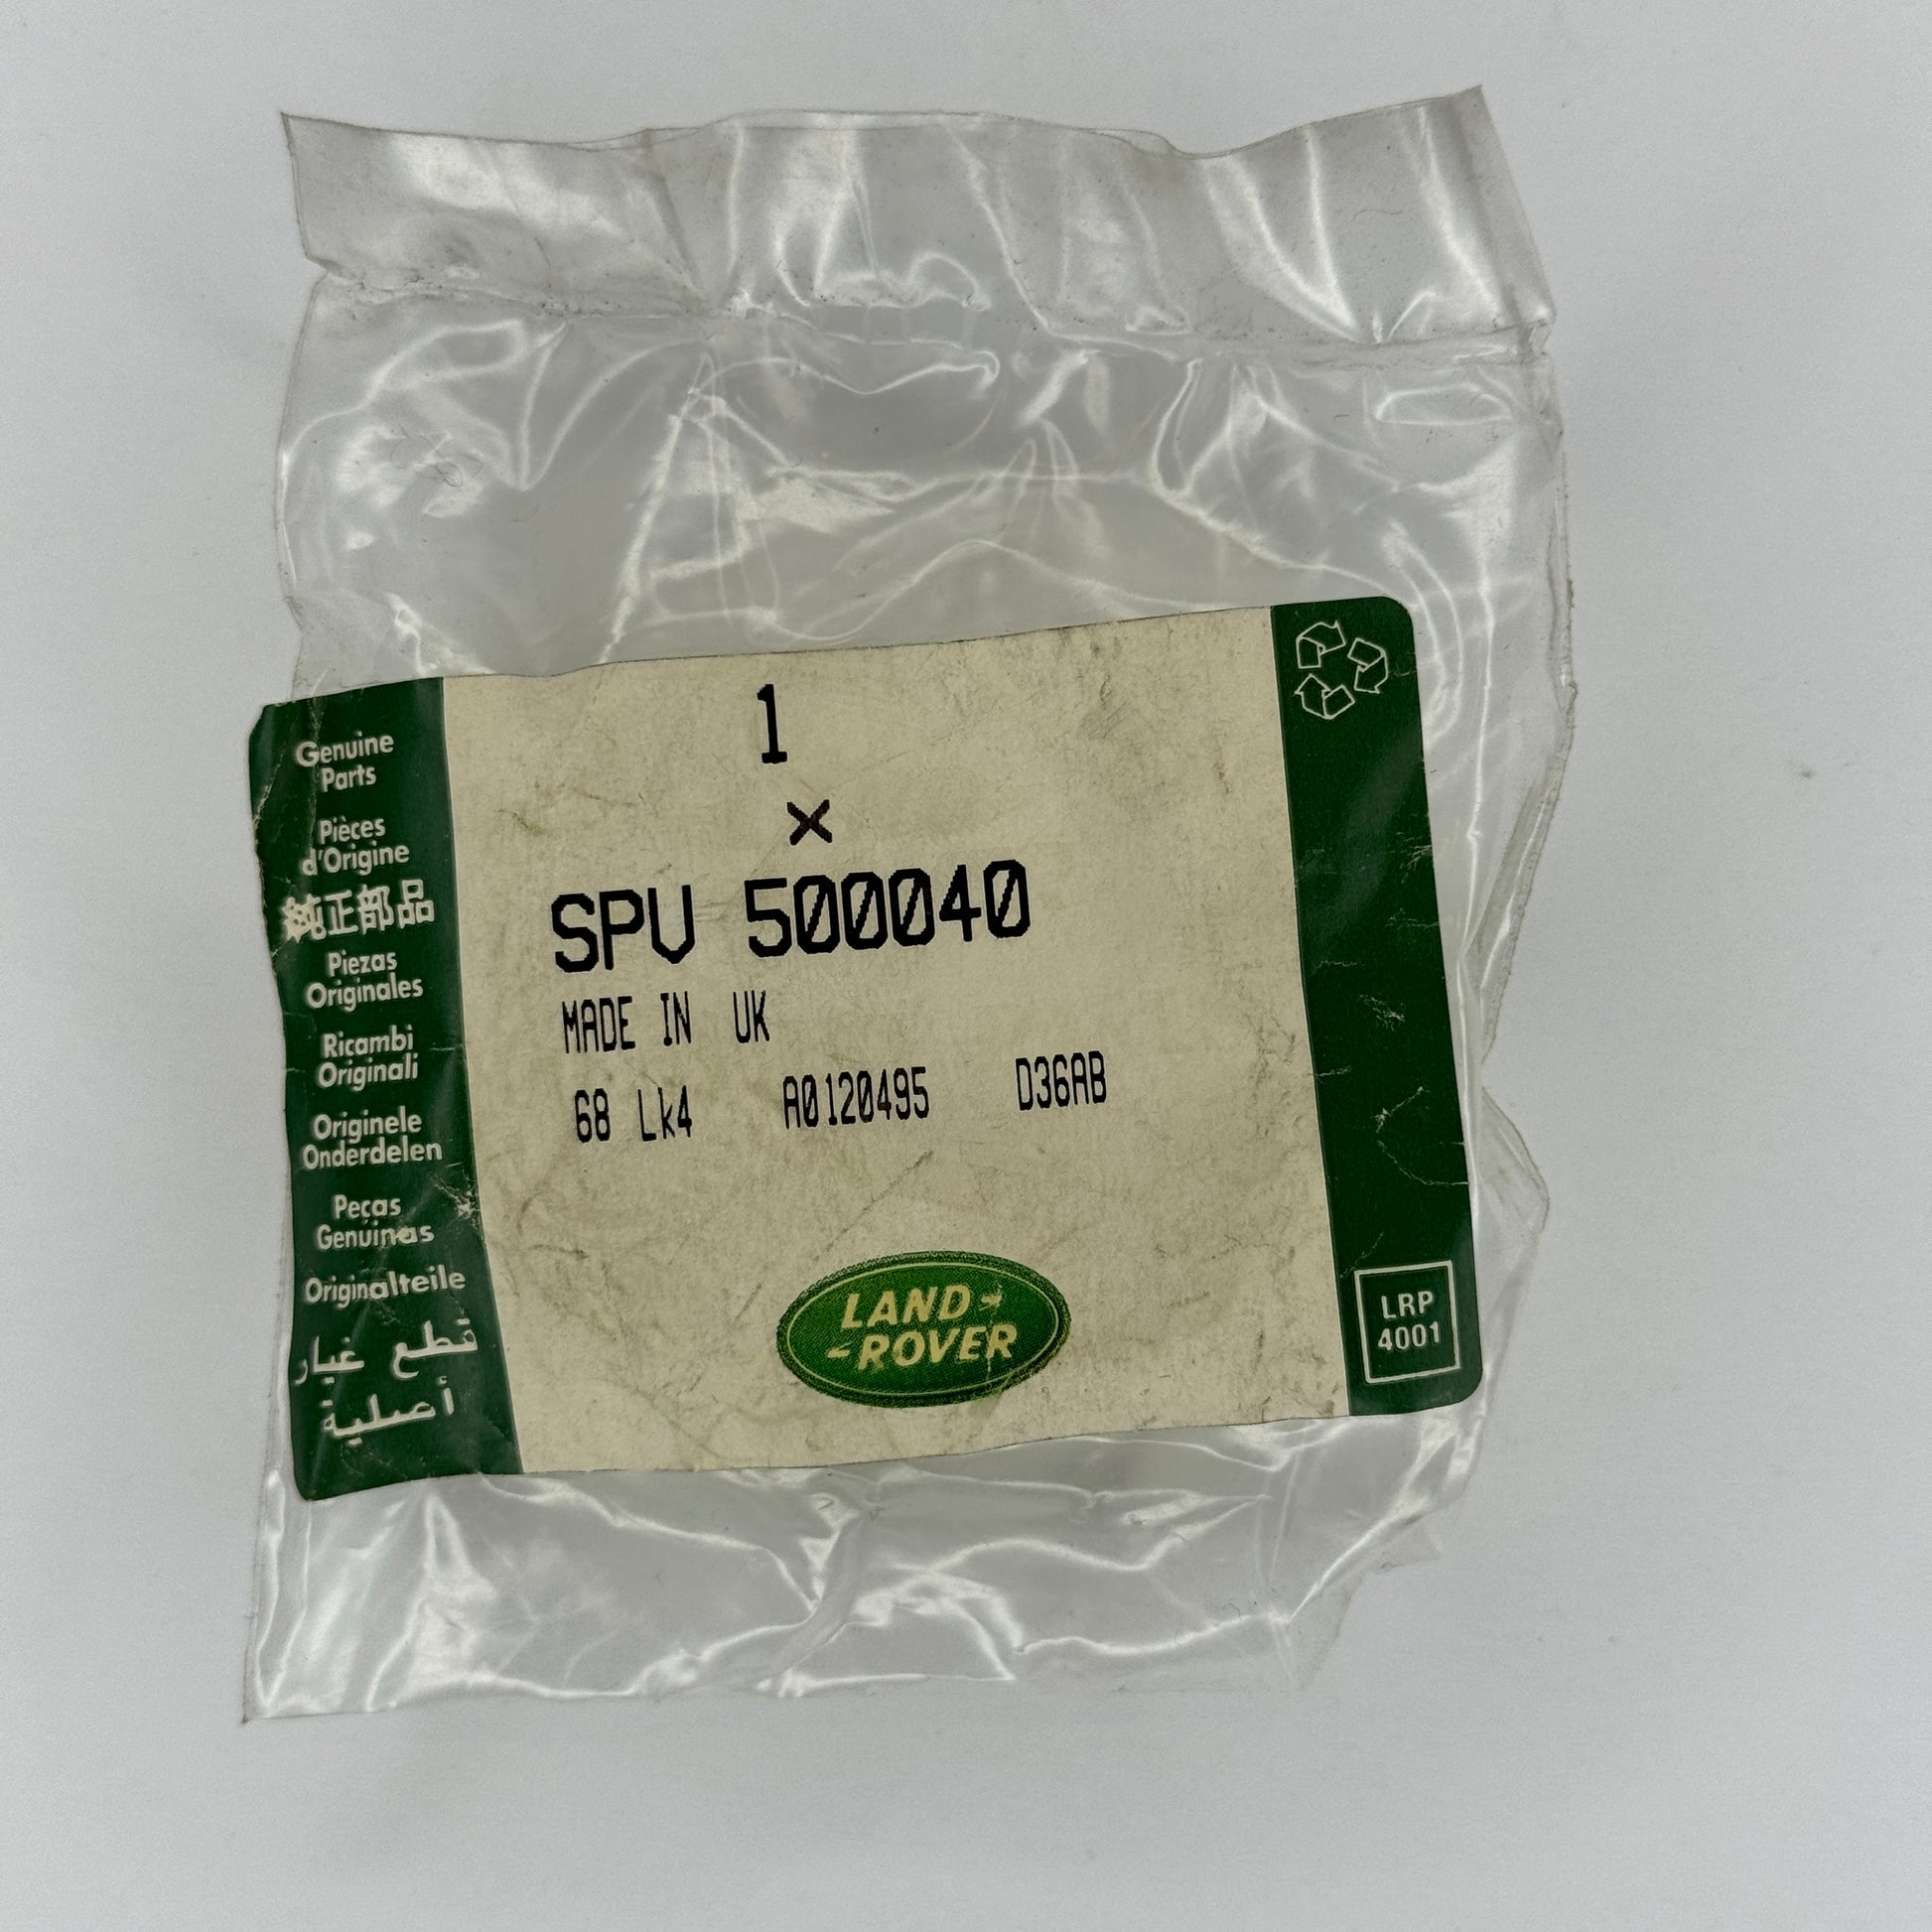 Genuine
Parts
Pièces
d'Origine
純正部品
Piezas
Originales
Ricambi
Originali
Originele
Onderdelen
Peças
Genuínas
Originalteile
قطع غيار
أصلية
1
×
SPV 500040
MADE IN UK
68 Lk4 A0120495 D36AB
LAND-
-ROVER
LRP
4001